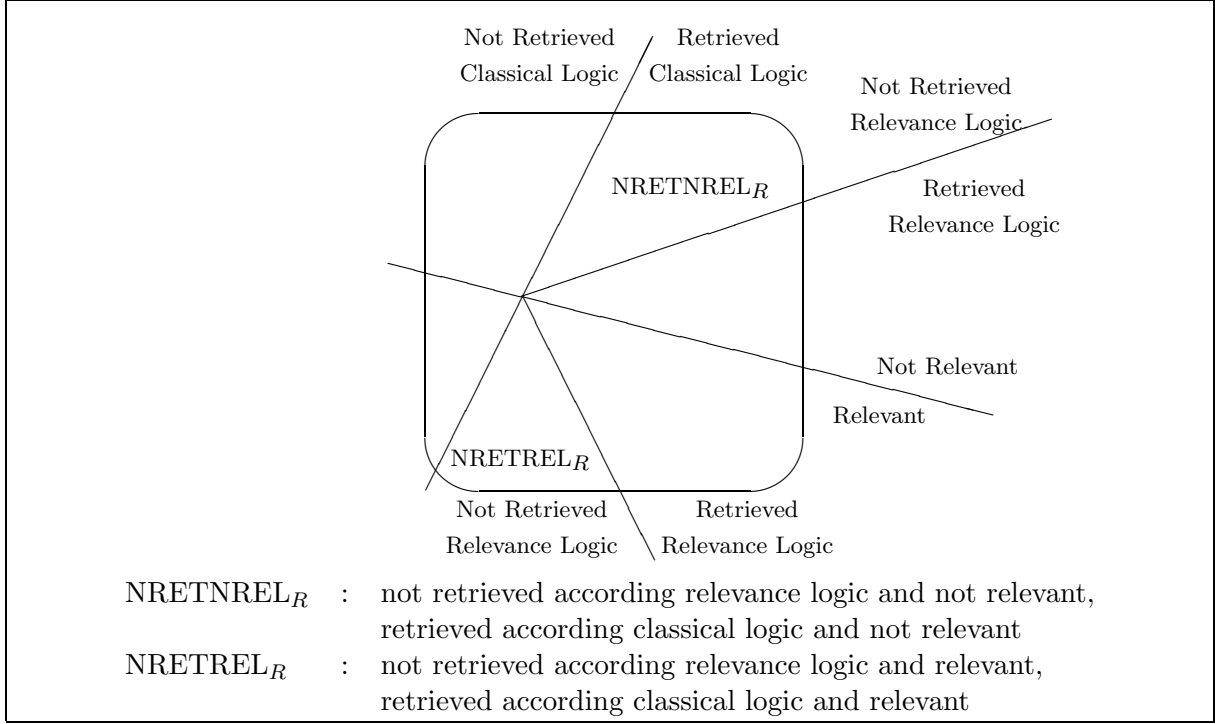 Not Retrieved Retrieved
Classical Logic Classical Logic
Not Retrieved
Relevance Logic
NRETNREL_R
Retrieved
Relevance Logic
Not Relevant
Relevant
NRETREL_R
Not Retrieved Retrieved
Relevance Logic Relevance Logic
NRETNREL_R : not retrieved according relevance logic and not relevant,
retrieved according classical logic and not relevant
NRETREL_R : not retrieved according relevance logic and relevant,
retrieved according classical logic and relevant